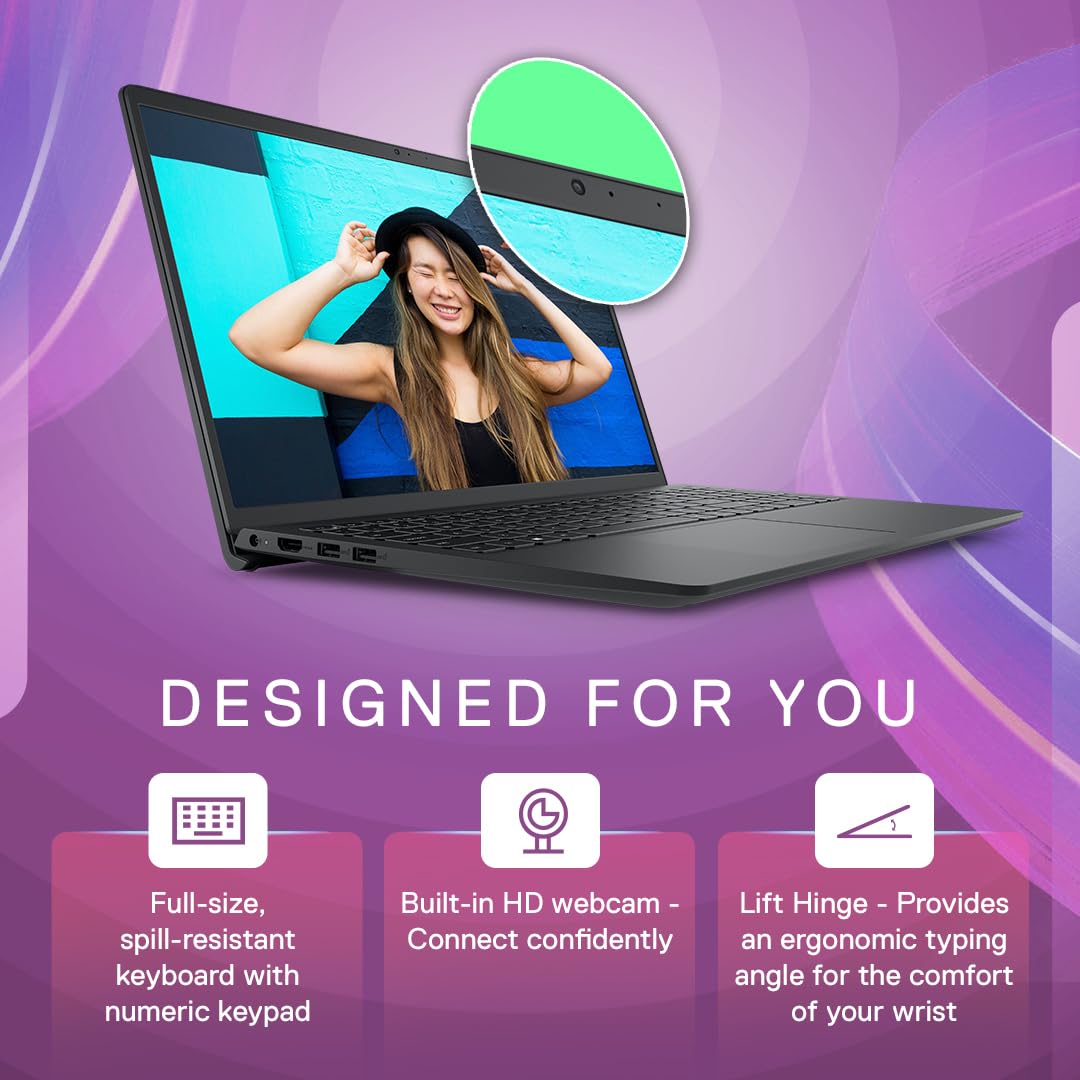 DESIGNED FOR YOU
Full-size,
spill-resistant
keyboard with
numeric keypad
Built-in HD webcam -
Connect confidently
Lift Hinge - Provides
an ergonomic typing
angle for the comfort
of your wrist